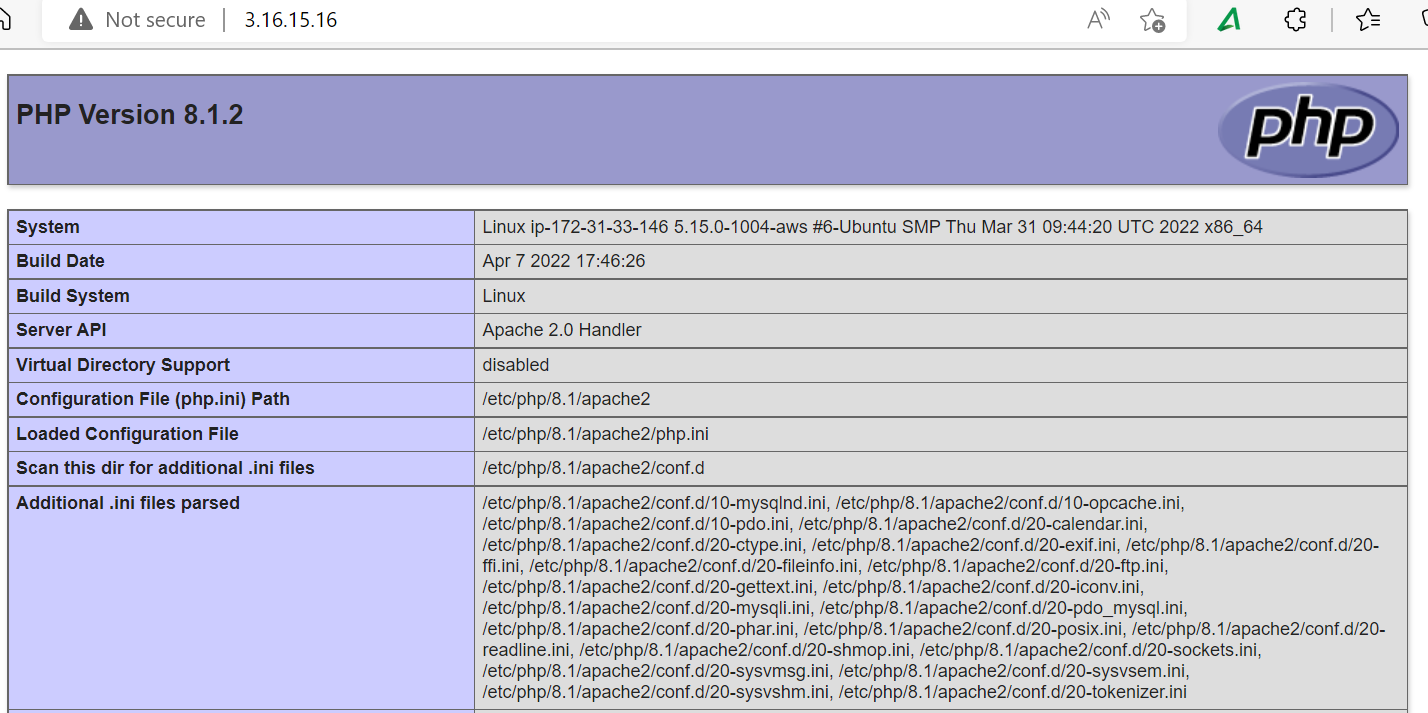 Not secure 3.16.15.16
PHP Version 8.1.2
php
System Linux ip-172-31-33-146 5.15.0-1004-aws #6-Ubuntu SMP Thu Mar 31 09:44:20 UTC 2022 x86_64
Build Date Apr 7 2022 17:46:26
Build System Linux
Server API Apache 2.0 Handler
Virtual Directory Support disabled
Configuration File (php.ini) Path /etc/php/8.1/apache2
Loaded Configuration File /etc/php/8.1/apache2/php.ini
Scan this dir for additional .ini files /etc/php/8.1/apache2/conf.d
Additional .ini files parsed /etc/php/8.1/apache2/conf.d/10-mysqlnd.ini, /etc/php/8.1/apache2/conf.d/10-opcache.ini,
/etc/php/8.1/apache2/conf.d/10-pdo.ini, /etc/php/8.1/apache2/conf.d/20-calendar.ini,
/etc/php/8.1/apache2/conf.d/20-ctype.ini, /etc/php/8.1/apache2/conf.d/20-exif.ini, /etc/php/8.1/apache2/conf.d/20-
ffi.ini, /etc/php/8.1/apache2/conf.d/20-fileinfo.ini, /etc/php/8.1/apache2/conf.d/20-ftp.ini,
/etc/php/8.1/apache2/conf.d/20-gettext.ini, /etc/php/8.1/apache2/conf.d/20-iconv.ini,
/etc/php/8.1/apache2/conf.d/20-mysqli.ini, /etc/php/8.1/apache2/conf.d/20-pdo_mysql.ini,
/etc/php/8.1/apache2/conf.d/20-phar.ini, /etc/php/8.1/apache2/conf.d/20-posix.ini, /etc/php/8.1/apache2/conf.d/20-
readline.ini, /etc/php/8.1/apache2/conf.d/20-shmop.ini, /etc/php/8.1/apache2/conf.d/20-sockets.ini,
/etc/php/8.1/apache2/conf.d/20-sysvmsg.ini, /etc/php/8.1/apache2/conf.d/20-sysvsem.ini,
/etc/php/8.1/apache2/conf.d/20-sysvshm.ini, /etc/php/8.1/apache2/conf.d/20-tokenizer.ini